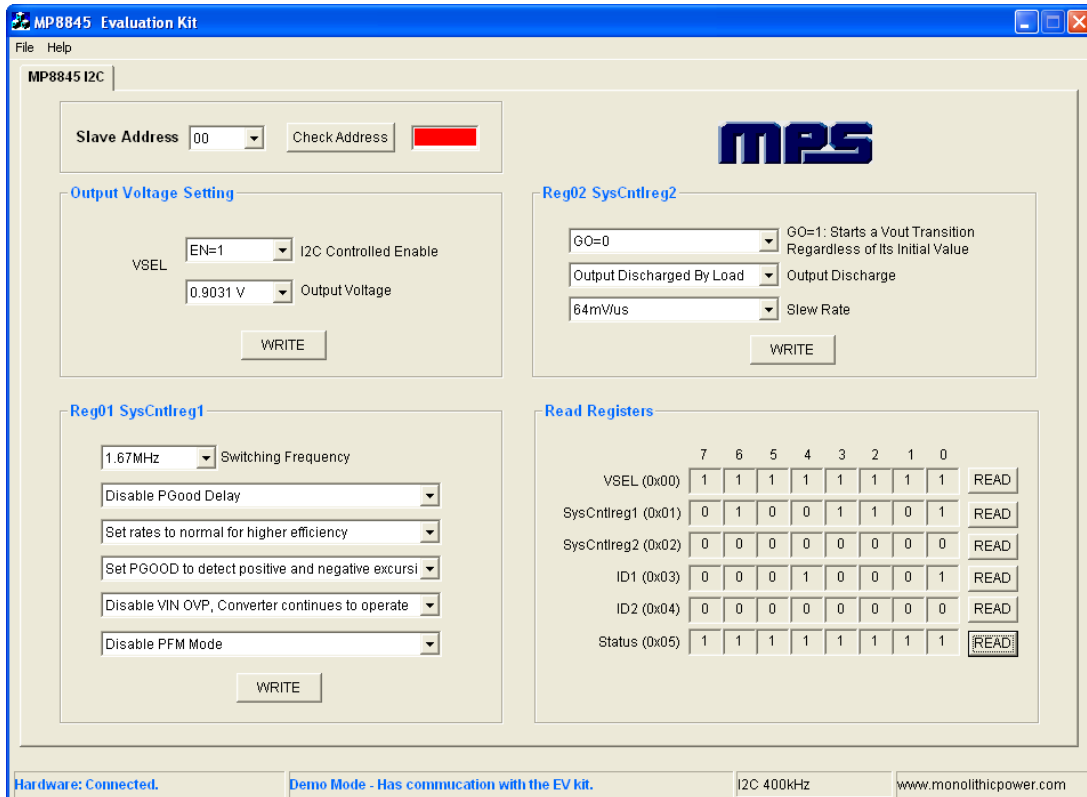 MP8845 Evaluation Kit
File Help
MP8845 I2C
Slave Address 00 Check Address
MPS
Output Voltage Setting
VSEL
EN=1 I2C Controlled Enable
0.9031 V Output Voltage
WRITE
Reg02 SysCntlreg2
GO=0 GO=1: Starts a Vout Transition
Regardless of Its Initial Value
Output Discharged By Load Output Discharge
64mV/us Slew Rate
WRITE
Reg01 SysCntlreg1
1.67MHz Switching Frequency
Disable PGood Delay
Set rates to normal for higher efficiency
Set PGOOD to detect positive and negative excursi
Disable VIN OVP, Converter continues to operate
Disable PFM Mode
WRITE
Read Registers
7 6 5 4 3 2 1 0
VSEL (0x00) 1 1 1 1 1 1 1 1 READ
SysCntlreg1 (0x01) 0 1 0 0 1 1 0 1 READ
SysCntlreg2 (0x02) 0 0 0 0 0 0 0 0 READ
ID1 (0x03) 0 0 0 1 0 0 0 1 READ
ID2 (0x04) 0 0 0 0 0 0 0 0 READ
Status (0x05) 1 1 1 1 1 1 1 1 READ
Hardware: Connected. Demo Mode - Has commucation with the EV kit. I2C 400kHz www.monolithicpower.com